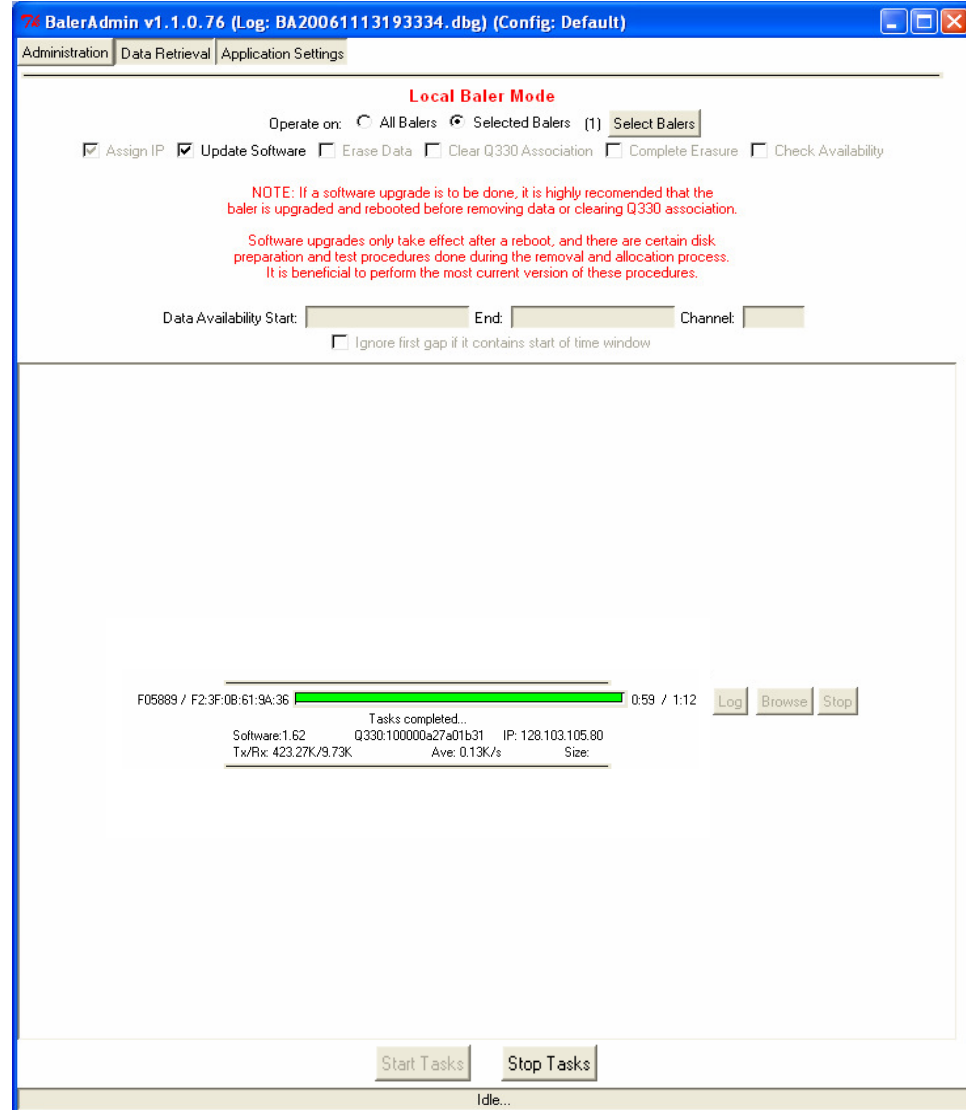 7k BalerAdmin v1.1.0.76 (Log: BA20061113193334.dbg) (Config: Default)
Administration Data Retrieval Application Settings
Local Baler Mode
Operate on: All Balers Selected Balers (1) Select Balers
Assign IP Update Software Erase Data Clear Q330 Association Complete Erasure Check Availability
NOTE: If a software upgrade is to be done, it is highly recomended that the
baler is upgraded and rebooted before removing data or clearing Q330 association.
Software upgrades only take effect after a reboot, and there are certain disk
preparation and test procedures done during the removal and allocation process.
It is beneficial to perform the most current version of these procedures.
Data Availability Start: End: Channel:
Ignore first gap if it contains start of time window
F05889 / F2:3F:0B:61:9A:36 0:59 / 1:12 Log Browse Stop
Tasks completed...
Software:1.62 Q330:100000a27a01b31 IP: 128.103.105.80
Tx/Rx: 423.27K/9.73K Ave: 0.13K/s Size:
Start Tasks Stop Tasks
Idle...